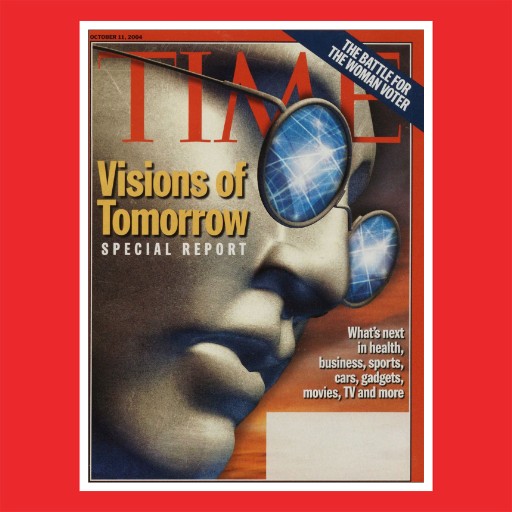 OCTOBER 11, 2004
TIME
THE BATTLE FOR
THE WOMAN VOTER
Visions of
Tomorrow
SPECIAL REPORT
What's next
in health,
business, sports,
cars, gadgets,
movies, TV and more